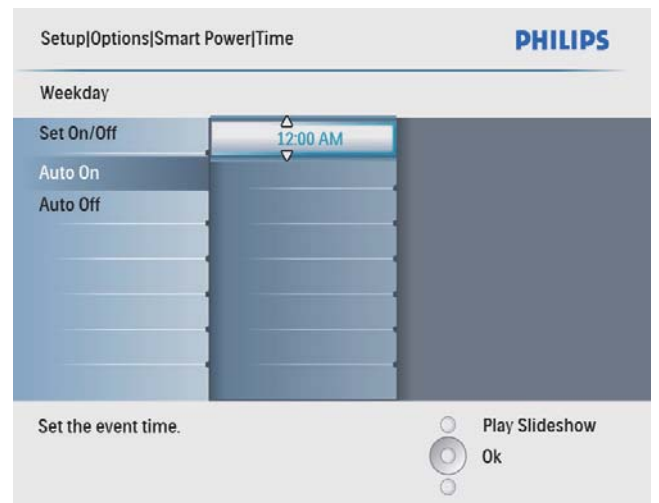 Setup|Options|Smart Power|Time
PHILIPS
Weekday
Set On/Off
12:00 AM
Auto On
Auto Off
Set the event time.
Play Slideshow
Ok